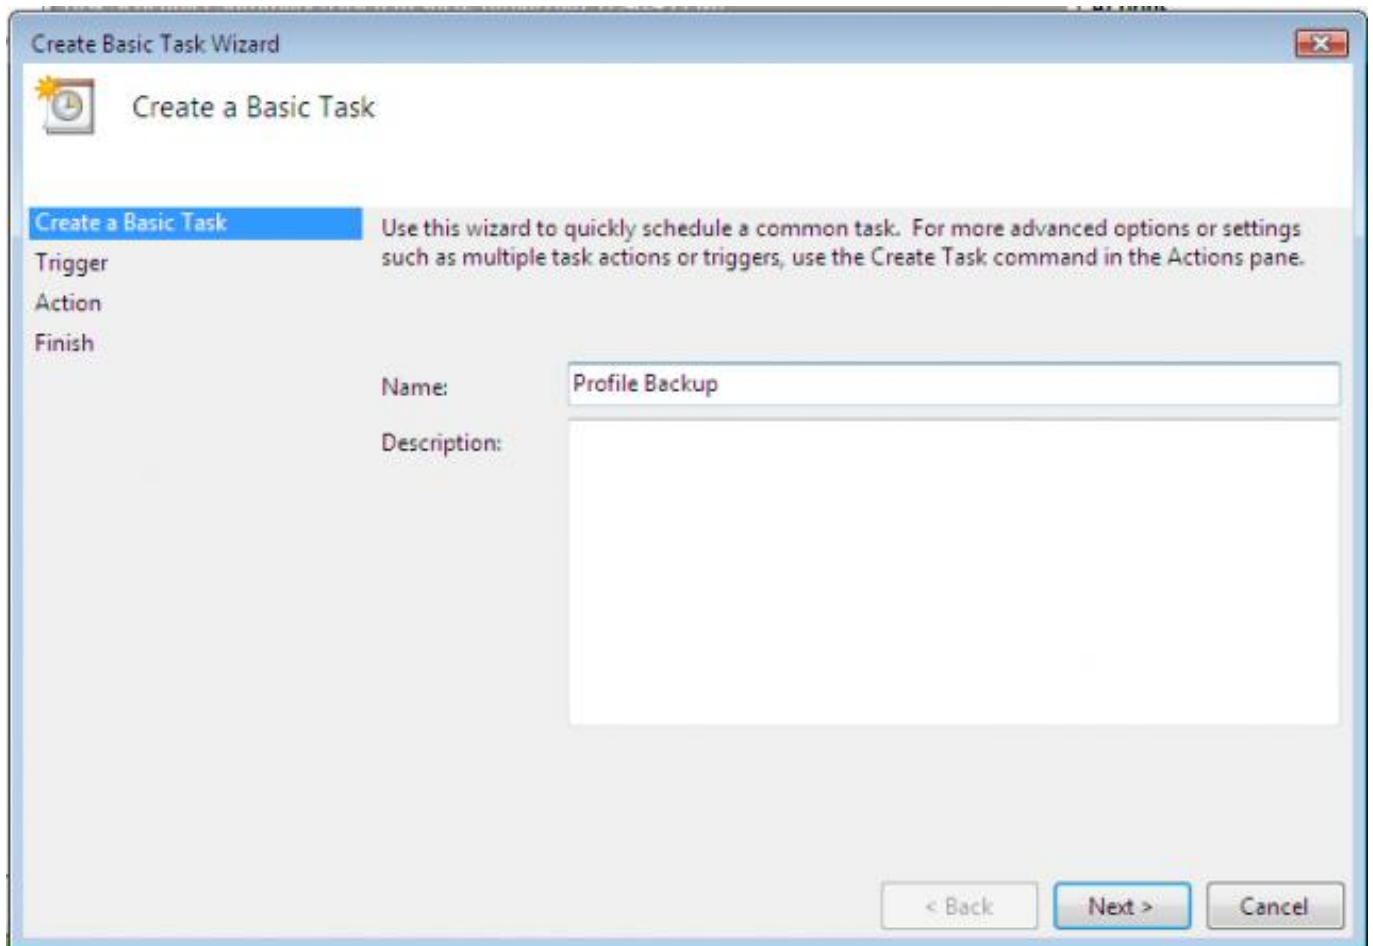 Create Basic Task Wizard
Create a Basic Task
Create a Basic Task
Trigger
Action
Finish
Use this wizard to quickly schedule a common task. For more advanced options or settings
such as multiple task actions or triggers, use the Create Task command in the Actions pane.
Name:
Profile Backup
Description:
< Back
Next >
Cancel